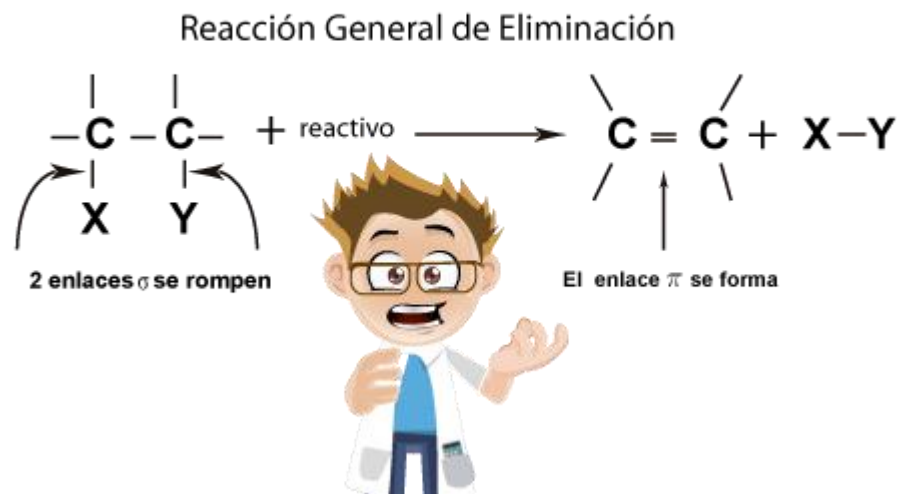 Reacción General de Eliminación
–C –C– + reactivo → C = C + X–Y
X Y
2 enlaces σ se rompen
El enlace π se forma